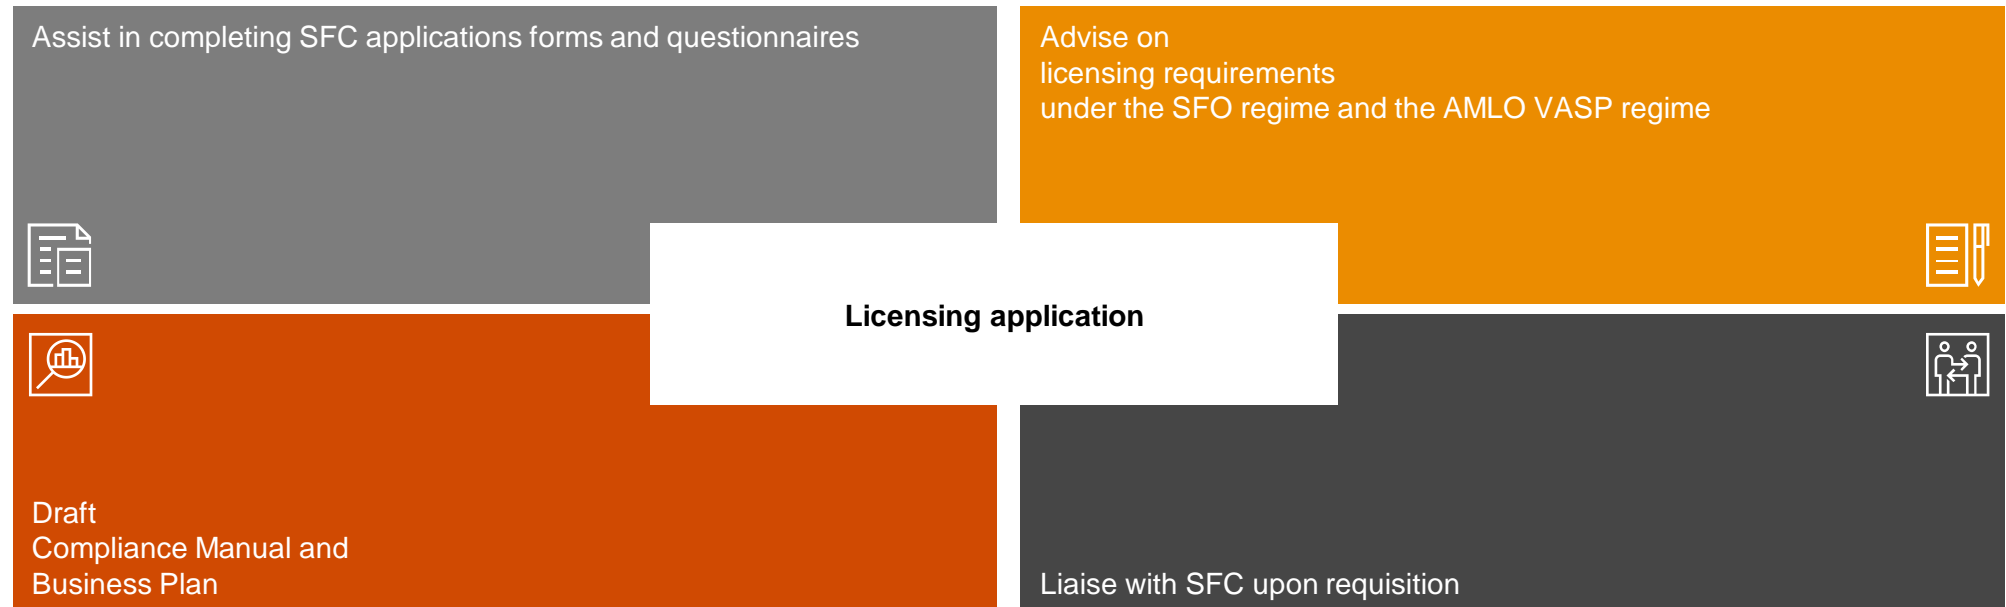 Assist in completing SFC applications forms and questionnaires
Advise on
licensing requirements
under the SFO regime and the AMLO VASP regime
Licensing application
Draft
Compliance Manual and
Business Plan
Liaise with SFC upon requisition